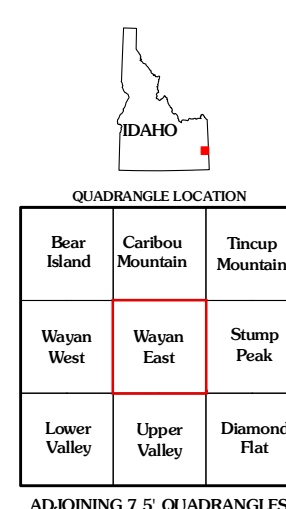 IDAHO
QUADRANGLE LOCATION
Bear Island
Caribou Mountain
Tincup Mountain
Wayan West
Wayan East
Stump Peak
Lower Valley
Upper Valley
Diamond Flat
ADJOINING 7.5' QUADRANGLES